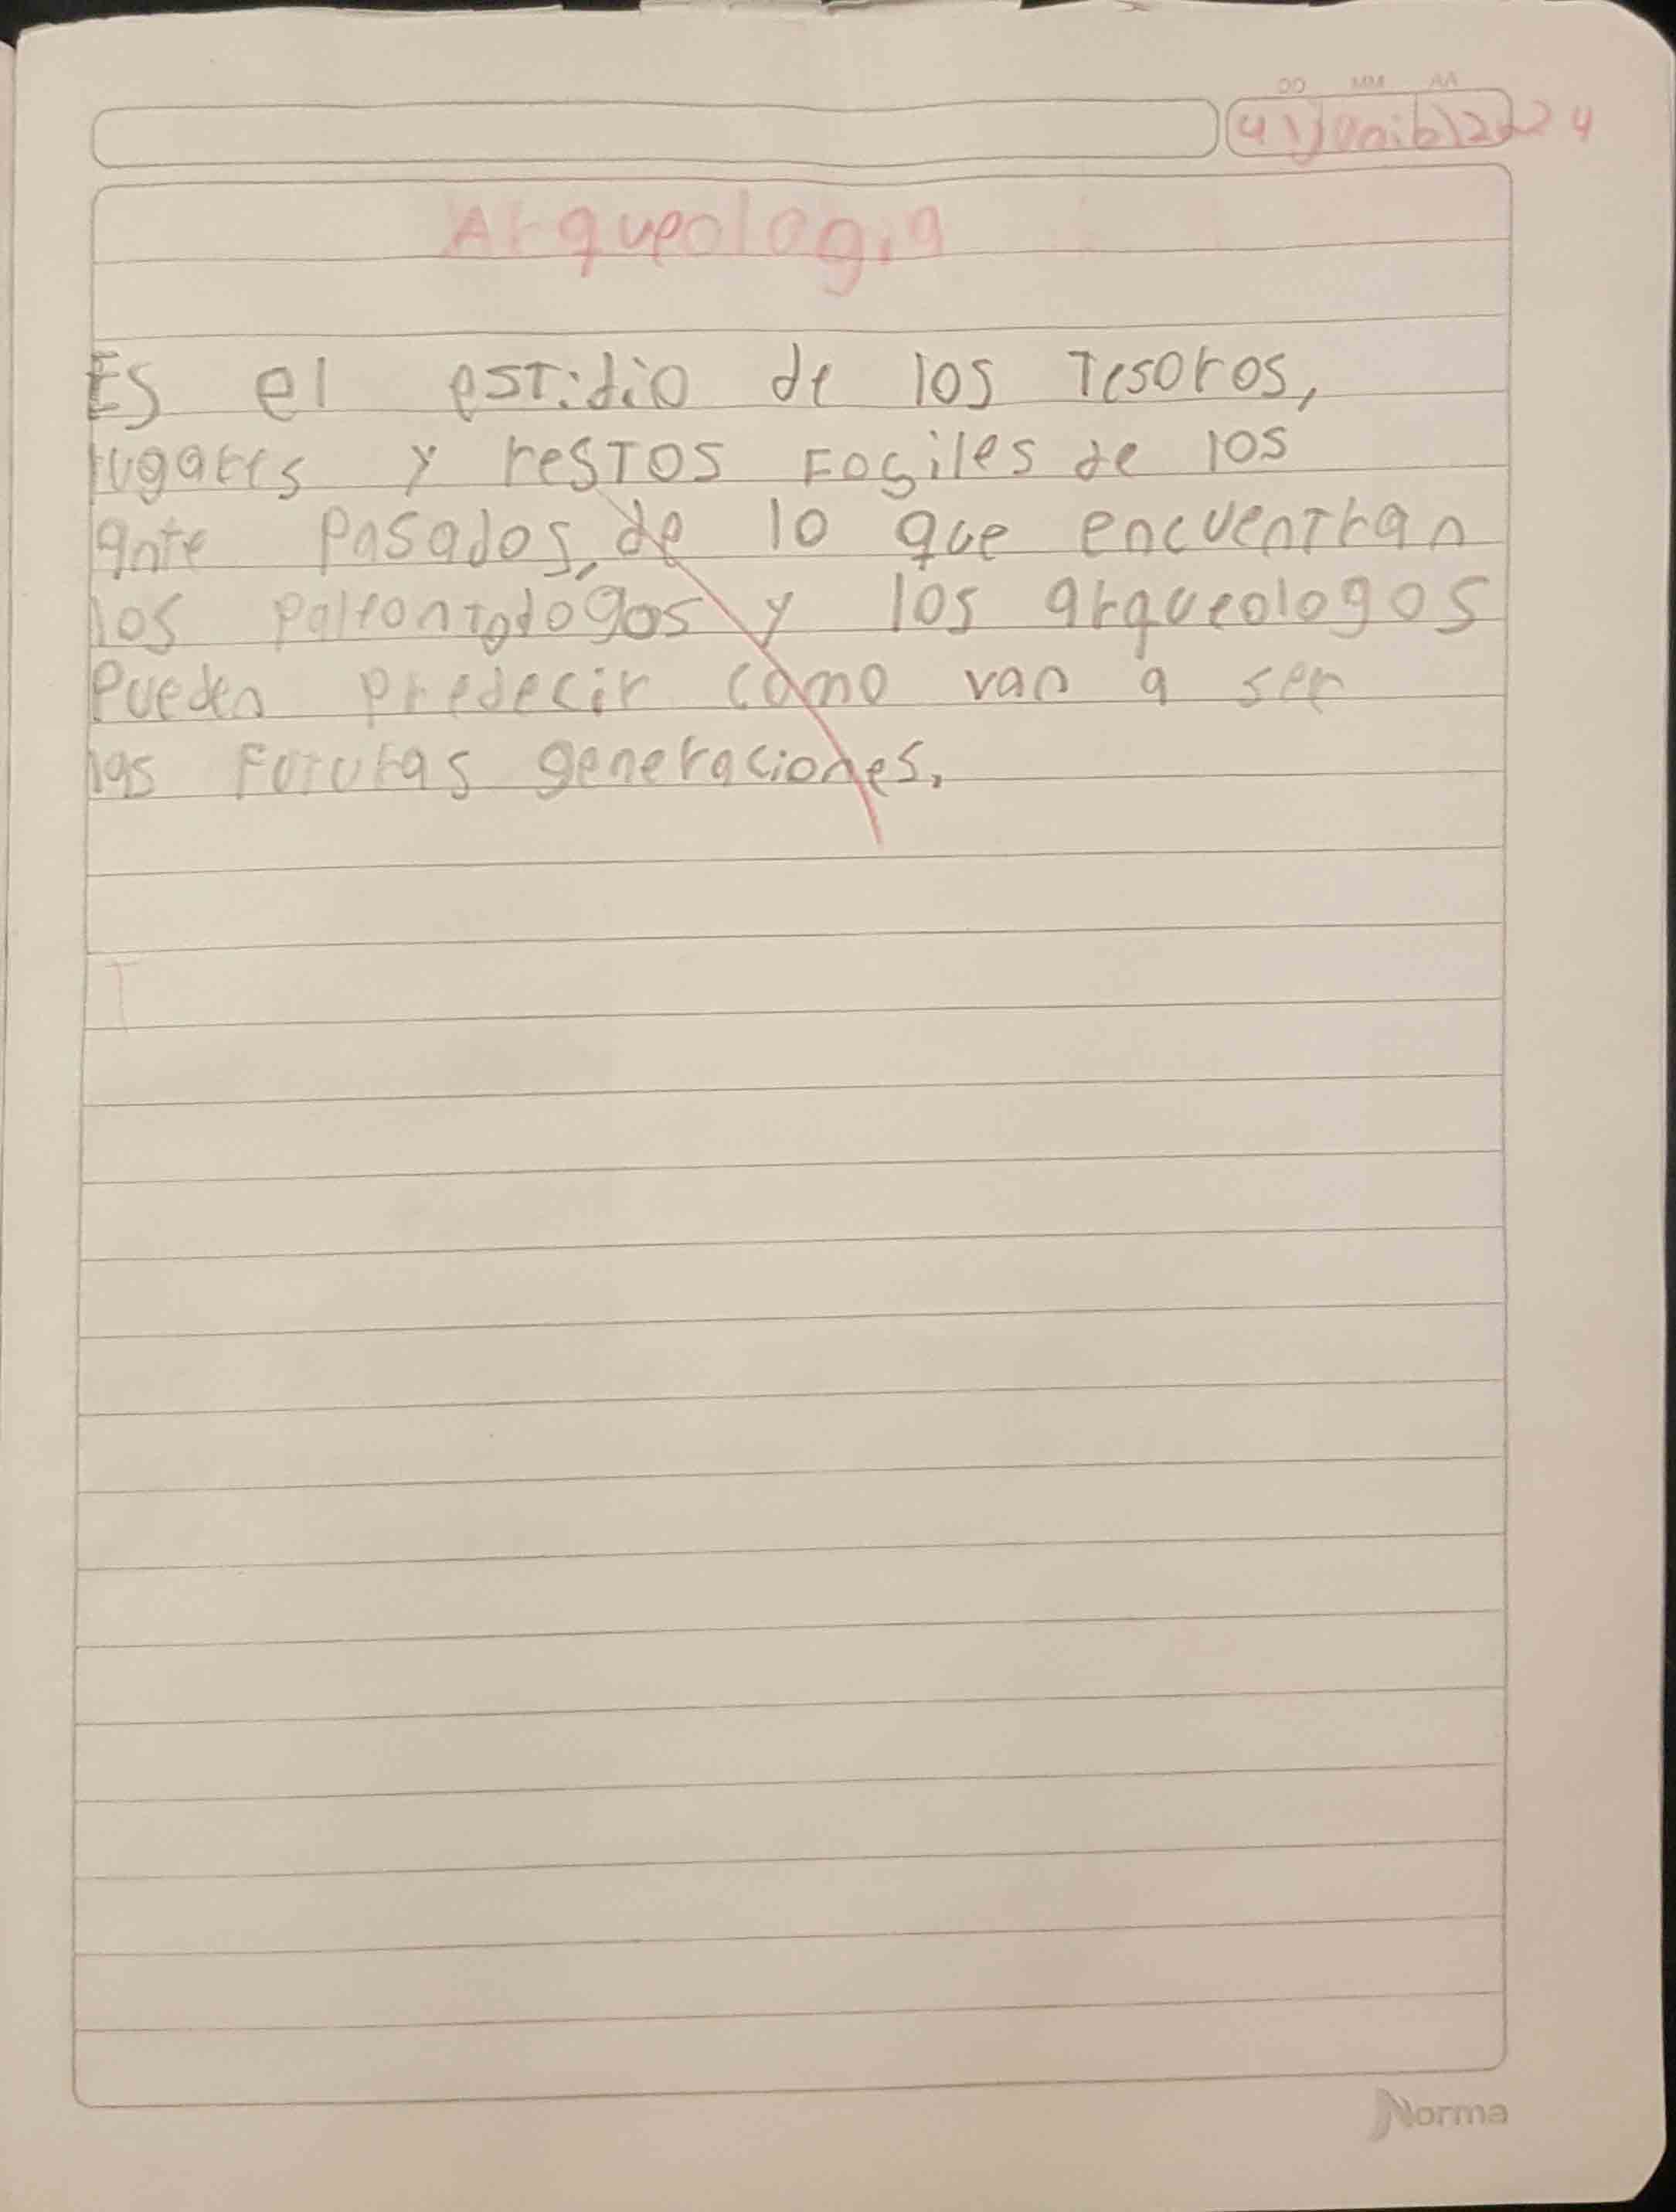 DD MM AA
4 junio 2024
Arqueologia
Es el estidio de los Tesoros,
lugares y resTos Fosiles de los
ante Pasados, de lo que encuenTran
los paleontologos y los arqueologos
Pueden predecir como van a ser
las FuTuras generaciones.
T
Norma